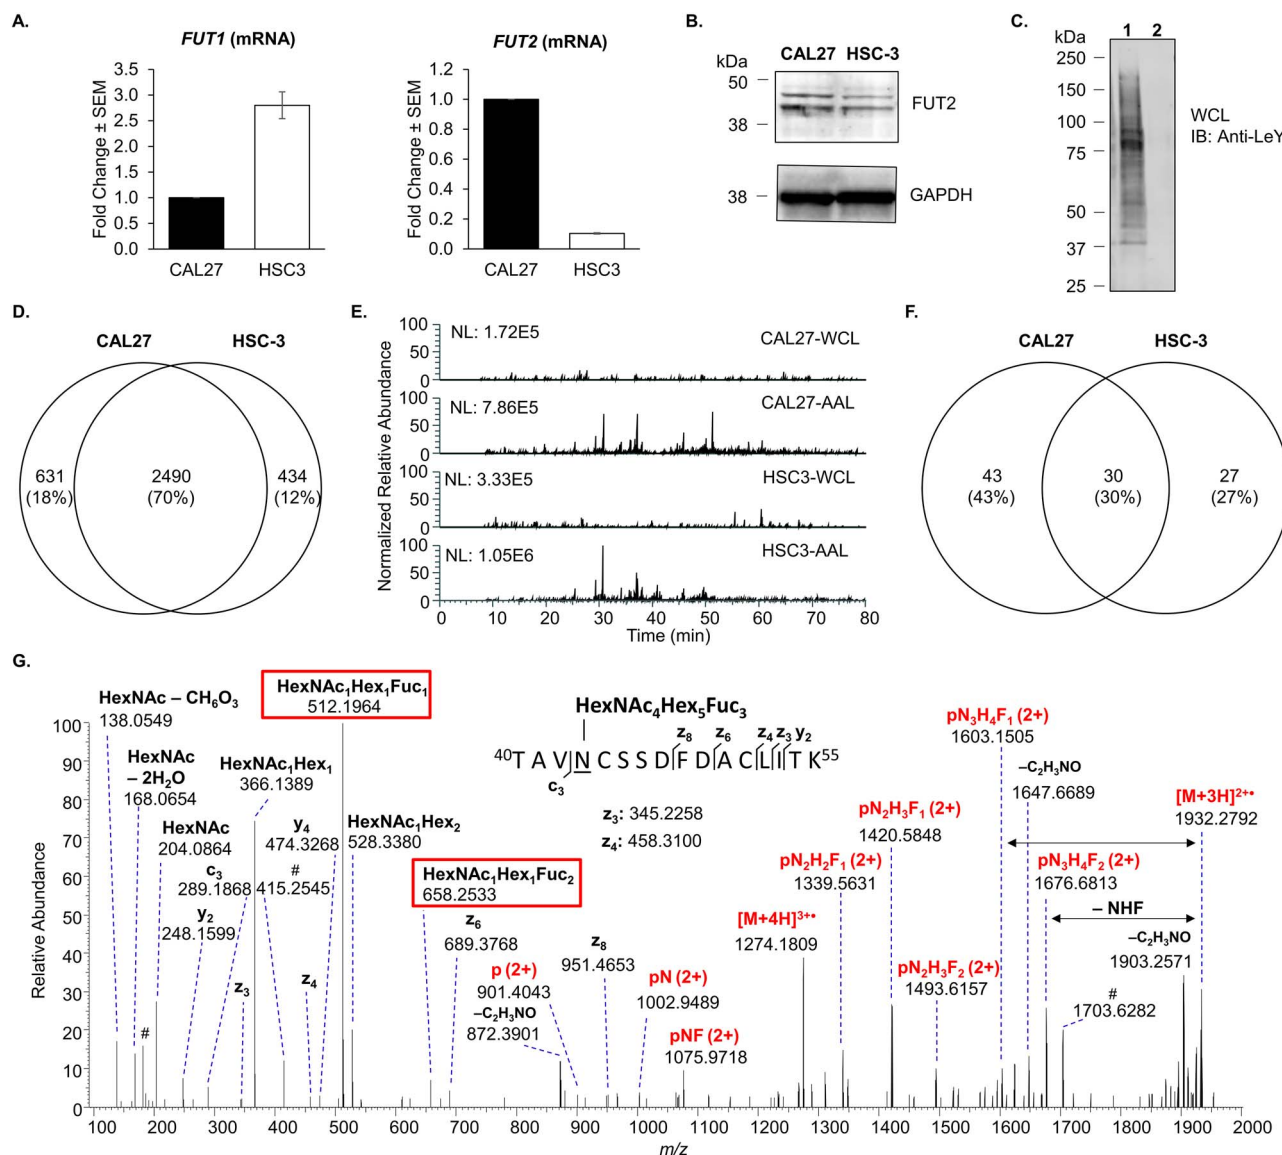 A.
FUT1 (mRNA)
Fold Change ± SEM
3.5
3.0
2.5
2.0
1.5
1.0
0.5
0.0
CAL27 HSC3
FUT2 (mRNA)
Fold Change ± SEM
1.2
1.0
0.8
0.6
0.4
0.2
0.0
CAL27 HSC3
B.
CAL27 HSC-3
kDa
50
38
FUT2
38
GAPDH
C.
kDa 1 2
250
150
100
75
50
37
25
WCL
IB: Anti-LeY
D.
CAL27 HSC-3
631
(18%)
2490
(70%)
434
(12%)
E.
Normalized Relative Abundance
100
50
0
NL: 1.72E5 CAL27-WCL
100
50
0
NL: 7.86E5 CAL27-AAL
100
50
0
NL: 3.33E5 HSC3-WCL
100
50
0
NL: 1.05E6 HSC3-AAL
0 10 20 30 40 50 60 70 80
Time (min)
F.
CAL27 HSC-3
43
(43%)
30
(30%)
27
(27%)
G.
Relative Abundance
100
90
80
70
60
50
40
30
20
10
0
HexNAc – CH₆O₃
138.0549
HexNAc
– 2H₂O
168.0654
HexNAc
204.0864
c₃
289.1868
y₂
248.1599
#
HexNAc₁Hex₁Fuc₁
512.1964
HexNAc₁Hex₁
366.1389
y₄
474.3268
#
415.2545
z₃
z₄
HexNAc₁Hex₂
528.3380
HexNAc₁Hex₁Fuc₂
658.2533
z₆
689.3768
p (2+)
901.4043
–C₂H₃NO
872.3901
z₈
951.4653
pN (2+)
1002.9489
pNF (2+)
1075.9718
HexNAc₄Hex₅Fuc₃
z₈ z₆ z₄ z₃ y₂
⁴⁰T A V N C S S D F D A C L I T K⁵⁵
c₃
z₃: 345.2258
z₄: 458.3100
[M+4H]³⁺•
1274.1809
pN₂H₂F₁ (2+)
1339.5631
pN₂H₃F₁ (2+)
1420.5848
pN₂H₃F₂ (2+)
1493.6157
pN₃H₄F₁ (2+)
1603.1505
–C₂H₃NO
1647.6689
pN₃H₄F₂ (2+)
1676.6813
– NHF
#
1703.6282
[M+3H]²⁺•
1932.2792
–C₂H₃NO
1903.2571
100 200 300 400 500 600 700 800 900 1000 1100 1200 1300 1400 1500 1600 1700 1800 1900 2000
m/z